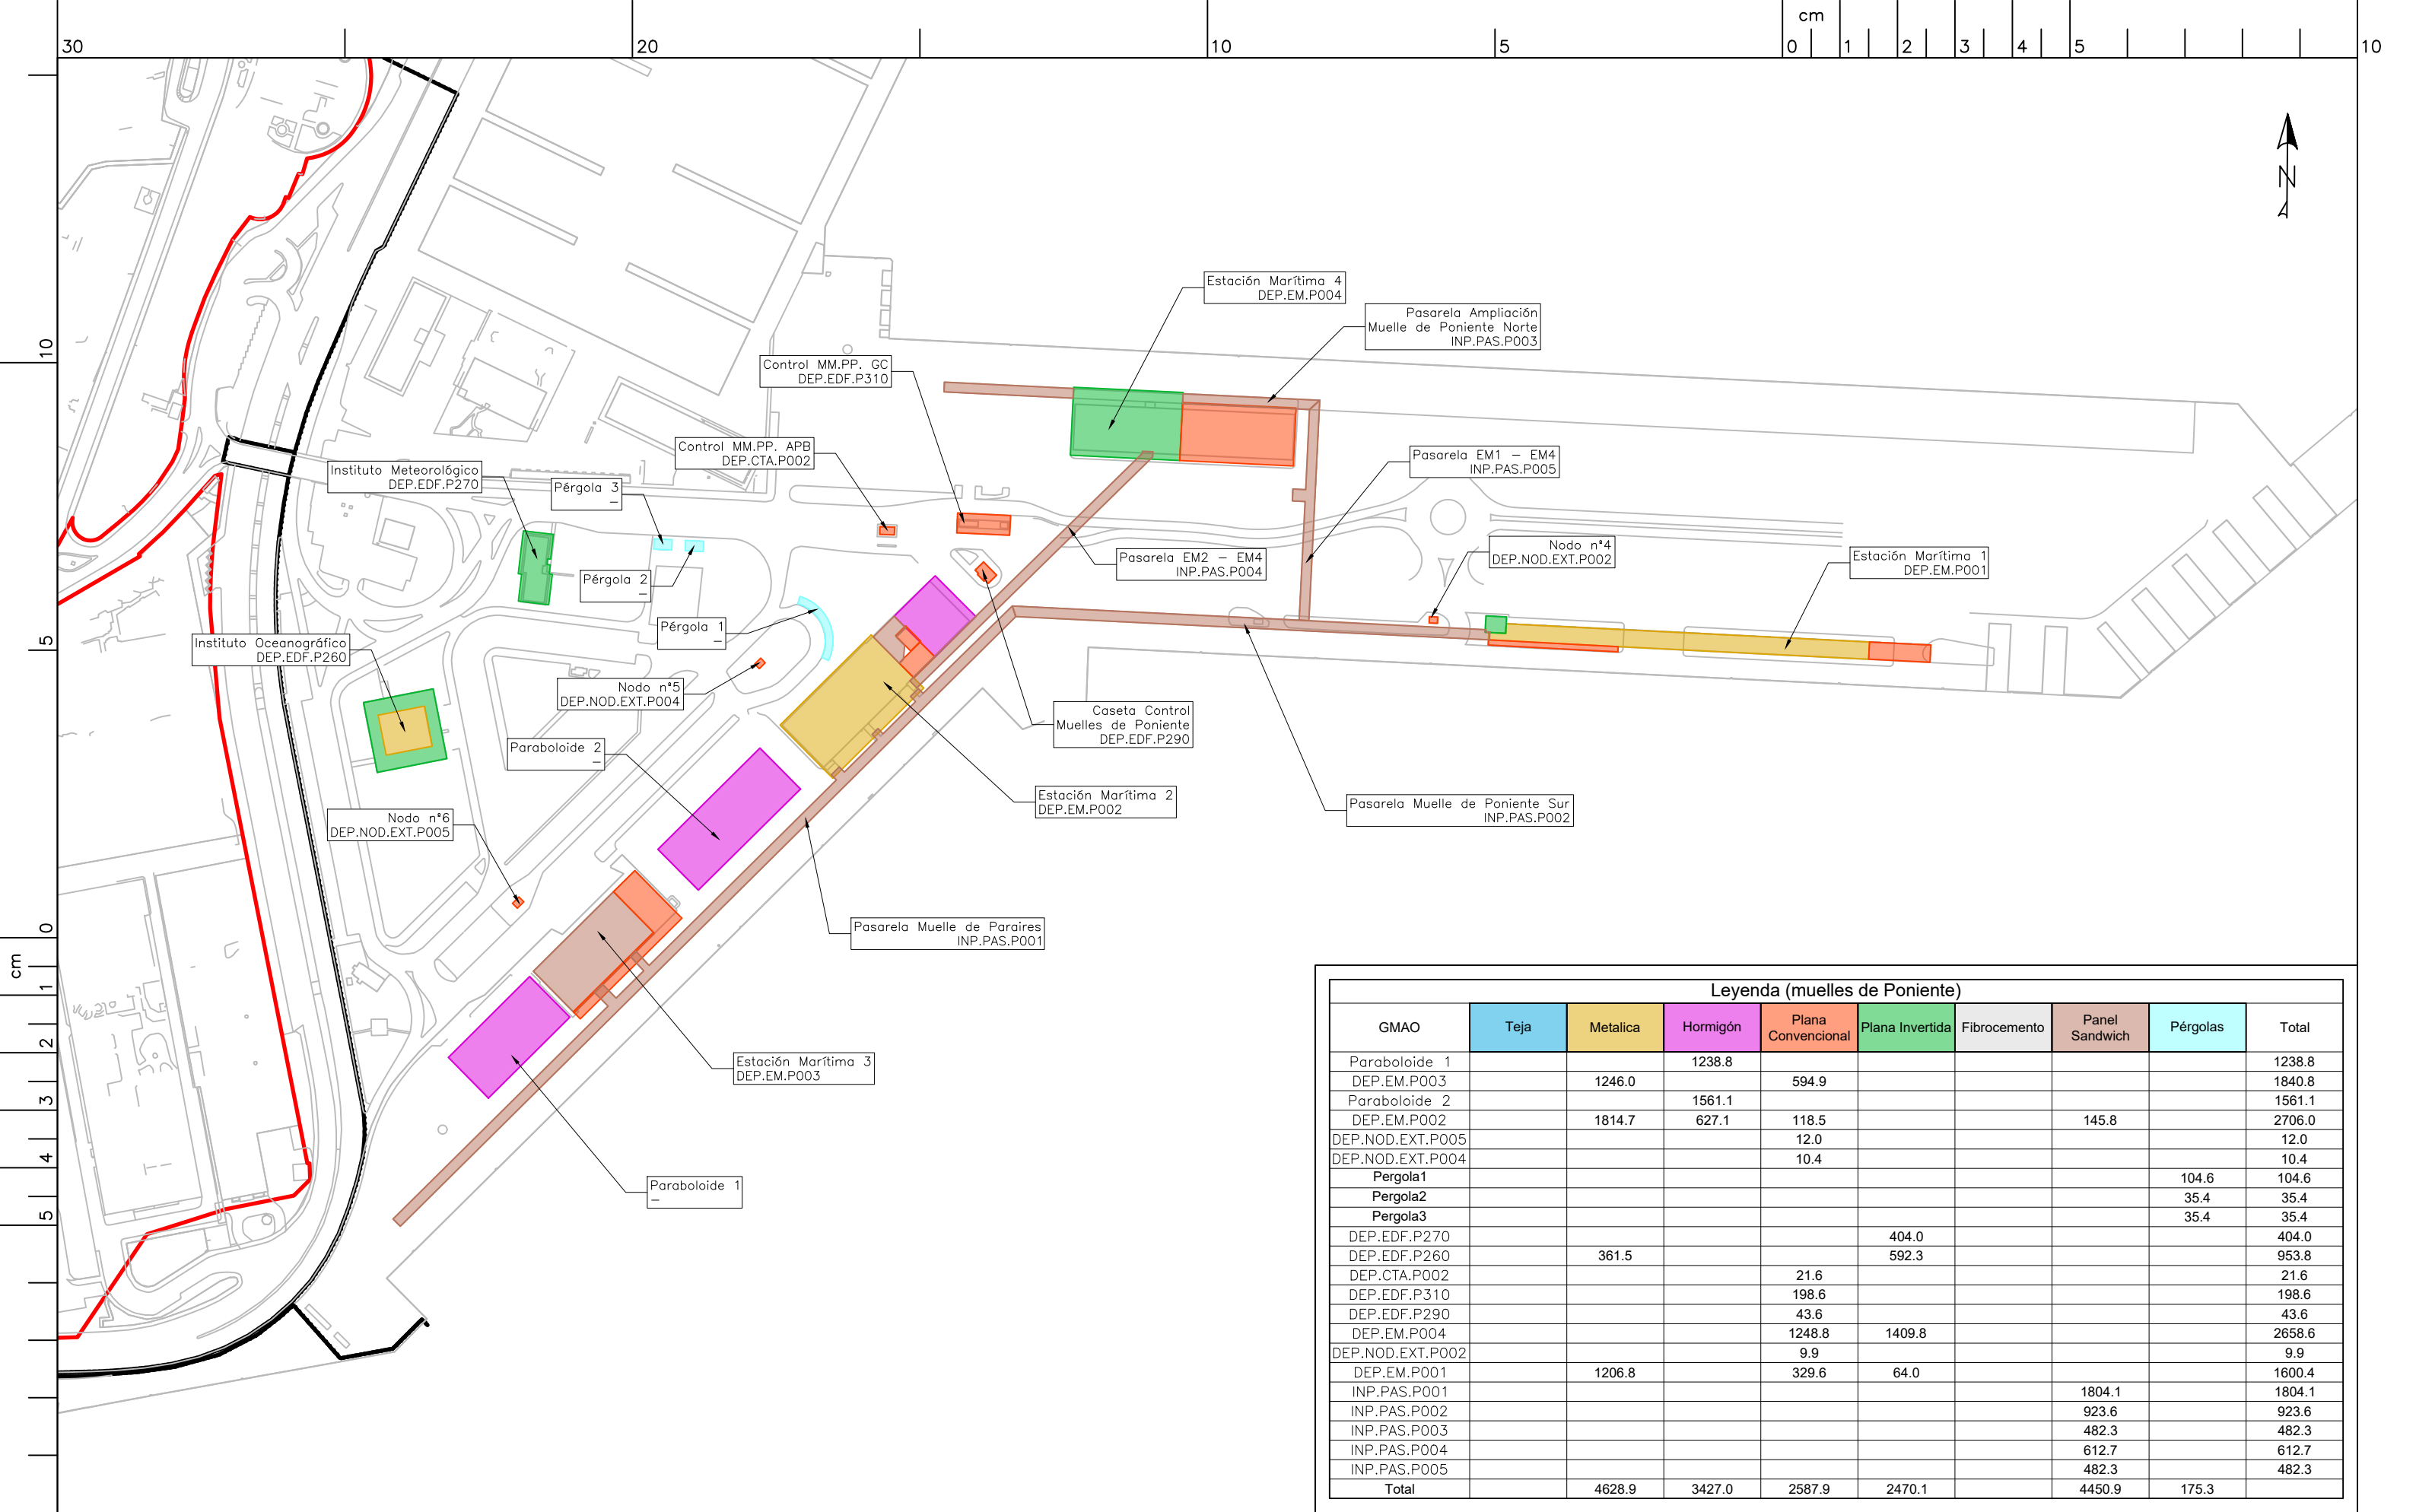 cm
30
20
10
5
0
1
2
3
4
5
10
N
Estación Marítima 4
DEP.EM.P004
Pasarela Ampliación
Muelle de Poniente Norte
INP.PAS.P003
10
Control MM.PP. GC
DEP.EDF.P310
Control MM.PP. APB
DEP.CTA.P002
Pasarela EM1 – EM4
INP.PAS.P005
Instituto Meteorológico
DEP.EDF.P270
Pérgola 3
–
Nodo nº4
DEP.NOD.EXT.P002
Estación Marítima 1
DEP.EM.P001
Pasarela EM2 – EM4
INP.PAS.P004
Pérgola 2
–
Pérgola 1
–
5
Instituto Oceanográfico
DEP.EDF.P260
Nodo nº5
DEP.NOD.EXT.P004
Caseta Control
Muelles de Poniente
DEP.EDF.P290
Paraboloide 2
–
Estación Marítima 2
DEP.EM.P002
Pasarela Muelle de Poniente Sur
INP.PAS.P002
Nodo nº6
DEP.NOD.EXT.P005
0
Pasarela Muelle de Paraires
INP.PAS.P001
cm
1
2
3
4
5
Estación Marítima 3
DEP.EM.P003
Paraboloide 1
–
Leyenda (muelles de Poniente)
GMAO Teja Metalica Hormigón Plana Convencional Plana Invertida Fibrocemento Panel Sandwich Pérgolas Total
Paraboloide 1 1238.8 1238.8
DEP.EM.P003 1246.0 594.9 1840.8
Paraboloide 2 1561.1 1561.1
DEP.EM.P002 1814.7 627.1 118.5 145.8 2706.0
DEP.NOD.EXT.P005 12.0 12.0
DEP.NOD.EXT.P004 10.4 10.4
Pergola1 104.6 104.6
Pergola2 35.4 35.4
Pergola3 35.4 35.4
DEP.EDF.P270 404.0 404.0
DEP.EDF.P260 361.5 592.3 953.8
DEP.CTA.P002 21.6 21.6
DEP.EDF.P310 198.6 198.6
DEP.EDF.P290 43.6 43.6
DEP.EM.P004 1248.8 1409.8 2658.6
DEP.NOD.EXT.P002 9.9 9.9
DEP.EM.P001 1206.8 329.6 64.0 1600.4
INP.PAS.P001 1804.1 1804.1
INP.PAS.P002 923.6 923.6
INP.PAS.P003 482.3 482.3
INP.PAS.P004 612.7 612.7
INP.PAS.P005 482.3 482.3
Total 4628.9 3427.0 2587.9 2470.1 4450.9 175.3